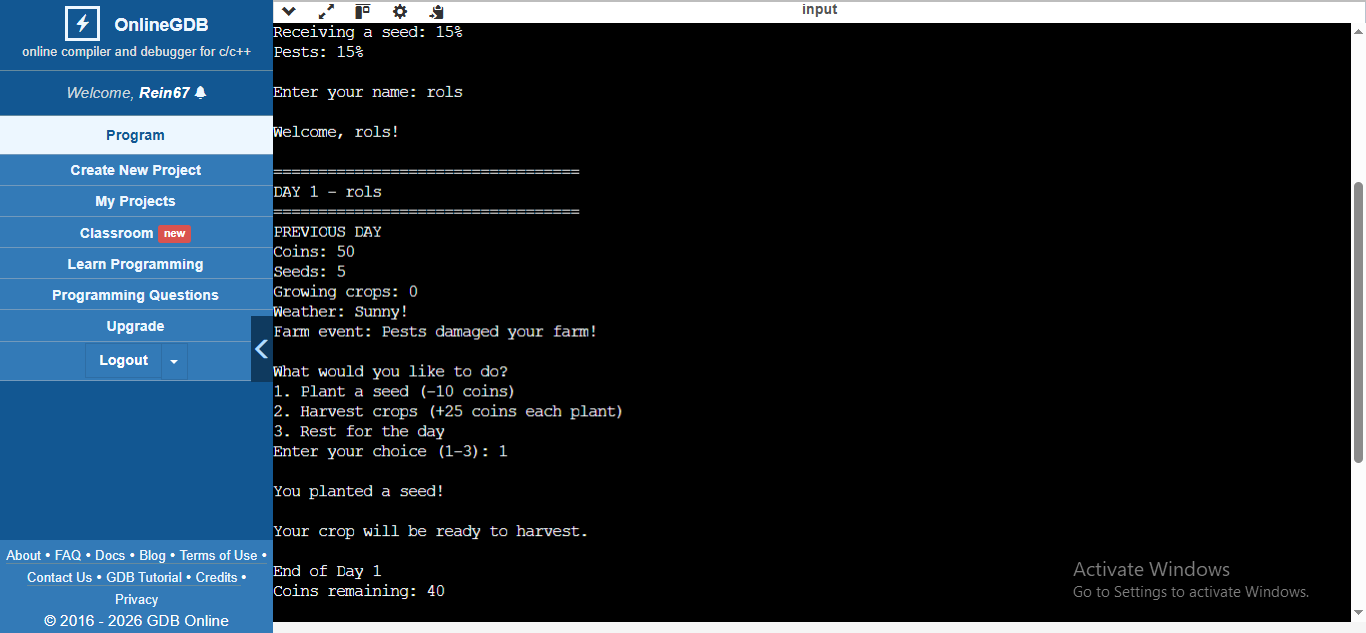 OnlineGDB
online compiler and debugger for c/c++
Welcome, Rein67
Program
Create New Project
My Projects
Classroom new
Learn Programming
Programming Questions
Upgrade
Logout
About • FAQ • Docs • Blog • Terms of Use •
Contact Us • GDB Tutorial • Credits •
Privacy
© 2016 - 2026 GDB Online
input
Receiving a seed: 15%
Pests: 15%
Enter your name: rols
Welcome, rols!
==================================
DAY 1 - rols
==================================
PREVIOUS DAY
Coins: 50
Seeds: 5
Growing crops: 0
Weather: Sunny!
Farm event: Pests damaged your farm!
What would you like to do?
1. Plant a seed (-10 coins)
2. Harvest crops (+25 coins each plant)
3. Rest for the day
Enter your choice (1-3): 1
You planted a seed!
Your crop will be ready to harvest.
End of Day 1
Coins remaining: 40
Activate Windows
Go to Settings to activate Windows.